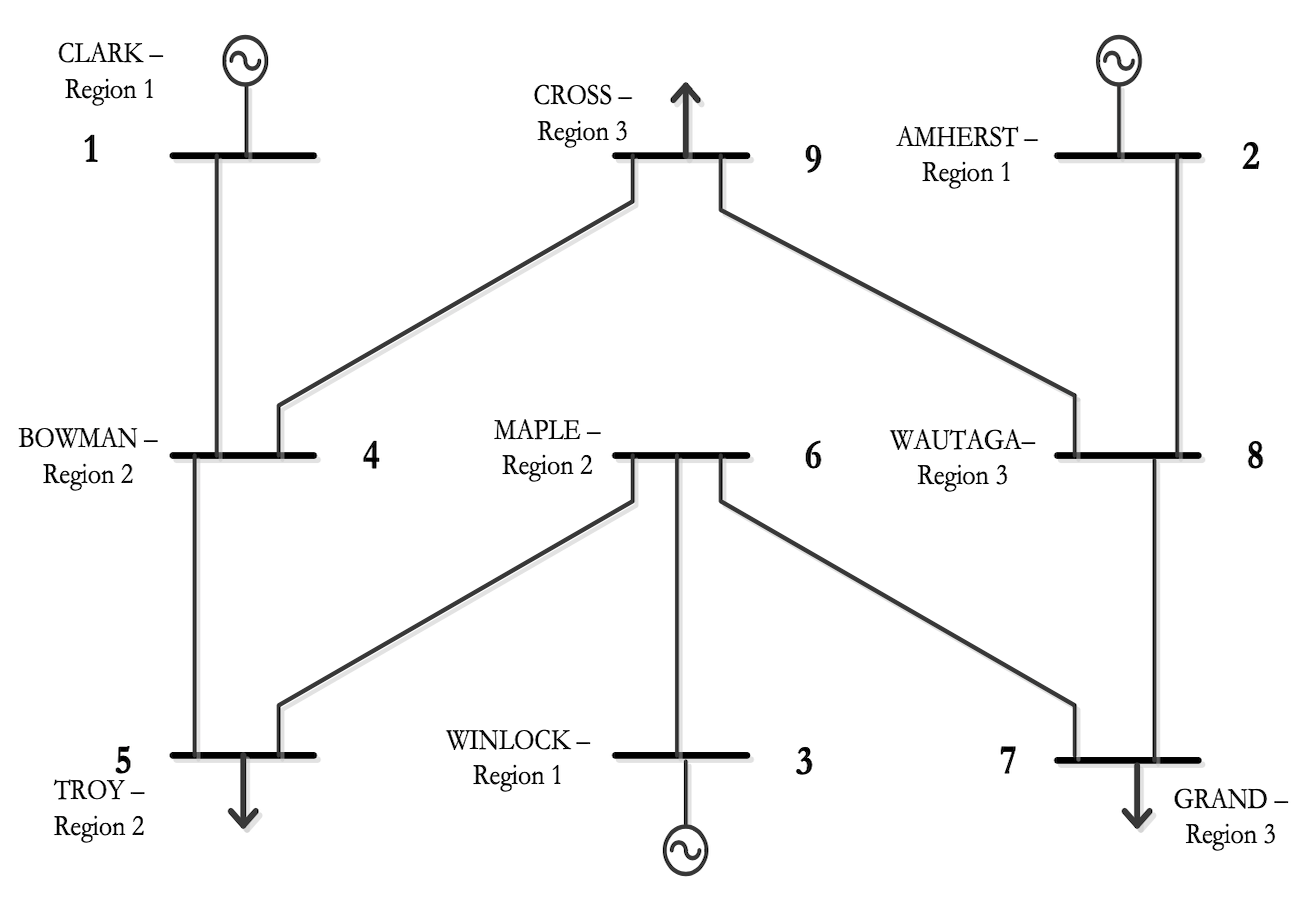 CLARK –
Region 1
1
CROSS –
Region 3
9
AMHERST –
Region 1
2
BOWMAN –
Region 2
4
MAPLE –
Region 2
6
WAUTAGA–
Region 3
8
5
TROY –
Region 2
WINLOCK –
Region 1
3
7
GRAND –
Region 3